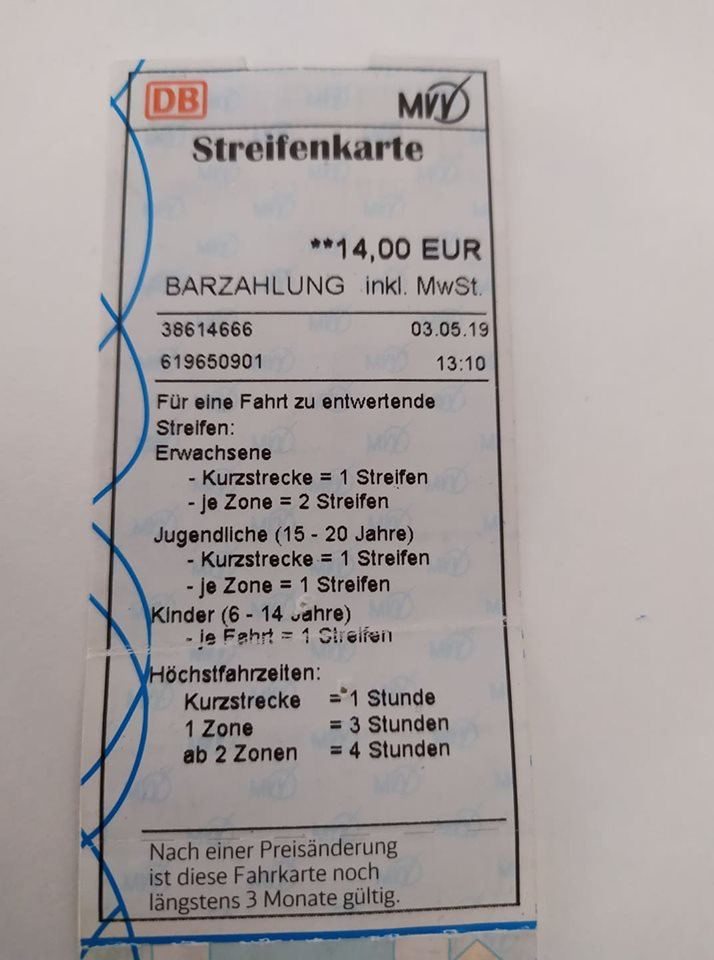 DB MVV
Streifenkarte
**14,00 EUR
BARZAHLUNG inkl. MwSt.
38614666 03.05.19
619650901 13:10
Für eine Fahrt zu entwertende
Streifen:
Erwachsene
- Kurzstrecke = 1 Streifen
- je Zone = 2 Streifen
Jugendliche (15 - 20 Jahre)
- Kurzstrecke = 1 Streifen
- je Zone = 1 Streifen
Kinder (6 - 14 Jahre)
- je Fahrt = 1 Streifen
Höchstfahrzeiten:
Kurzstrecke = 1 Stunde
1 Zone = 3 Stunden
ab 2 Zonen = 4 Stunden
Nach einer Preisänderung
ist diese Fahrkarte noch
längstens 3 Monate gültig.